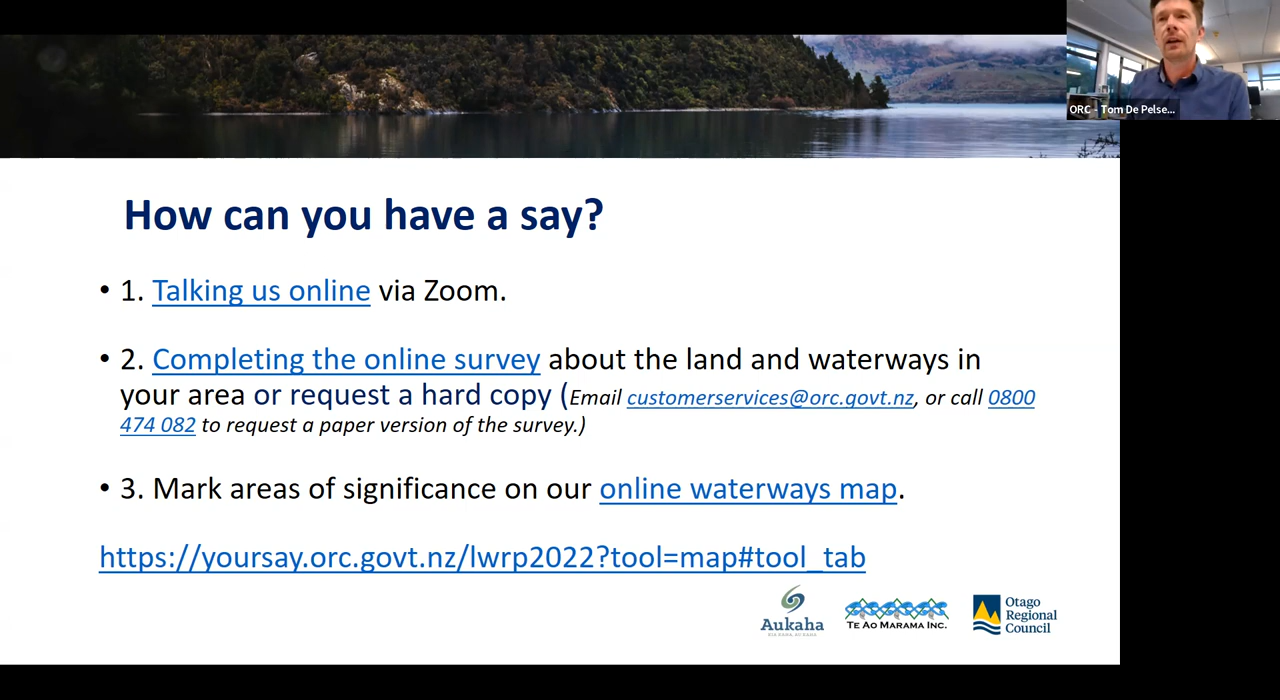 ORC - Tom De Pelse...
How can you have a say?
• 1. Talking us online via Zoom.
• 2. Completing the online survey about the land and waterways in
your area or request a hard copy (Email customerservices@orc.govt.nz, or call 0800
474 082 to request a paper version of the survey.)
• 3. Mark areas of significance on our online waterways map.
https://yoursay.orc.govt.nz/lwrp2022?tool=map#tool_tab
Aukaha
TE AO MARAMA INC.
Otago
Regional
Council